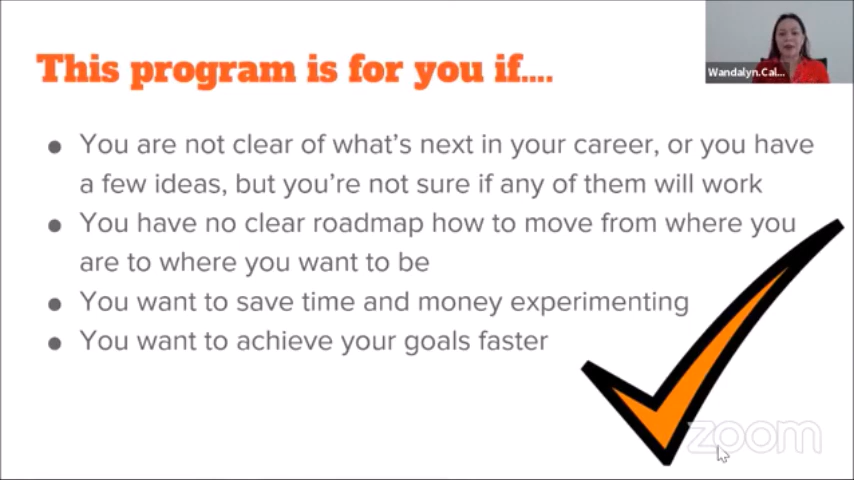 This program is for you if....
Wandalyn.Cal...
● You are not clear of what's next in your career, or you have
a few ideas, but you're not sure if any of them will work
● You have no clear roadmap how to move from where you
are to where you want to be
● You want to save time and money experimenting
● You want to achieve your goals faster
zoom